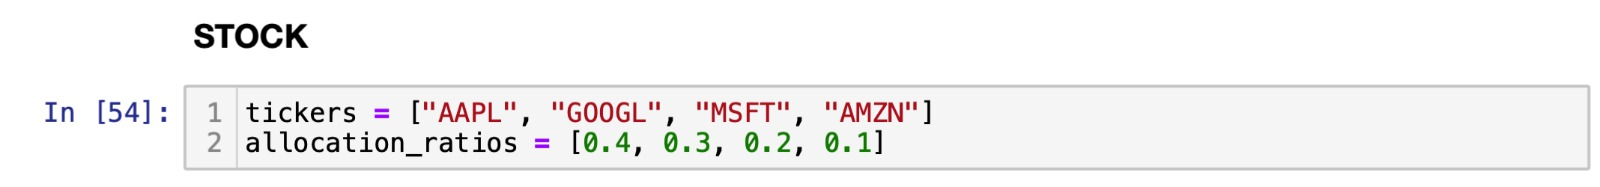 STOCK
In [54]:
1 tickers = ["AAPL", "GOOGL", "MSFT", "AMZN"]
2 allocation_ratios = [0.4, 0.3, 0.2, 0.1]